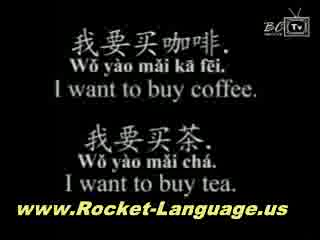 BC
Tv
我要买咖啡.
Wǒ yào mǎi kā fēi.
I want to buy coffee.
我要买茶.
Wǒ yào mǎi chá.
I want to buy tea.
www.Rocket-Language.us